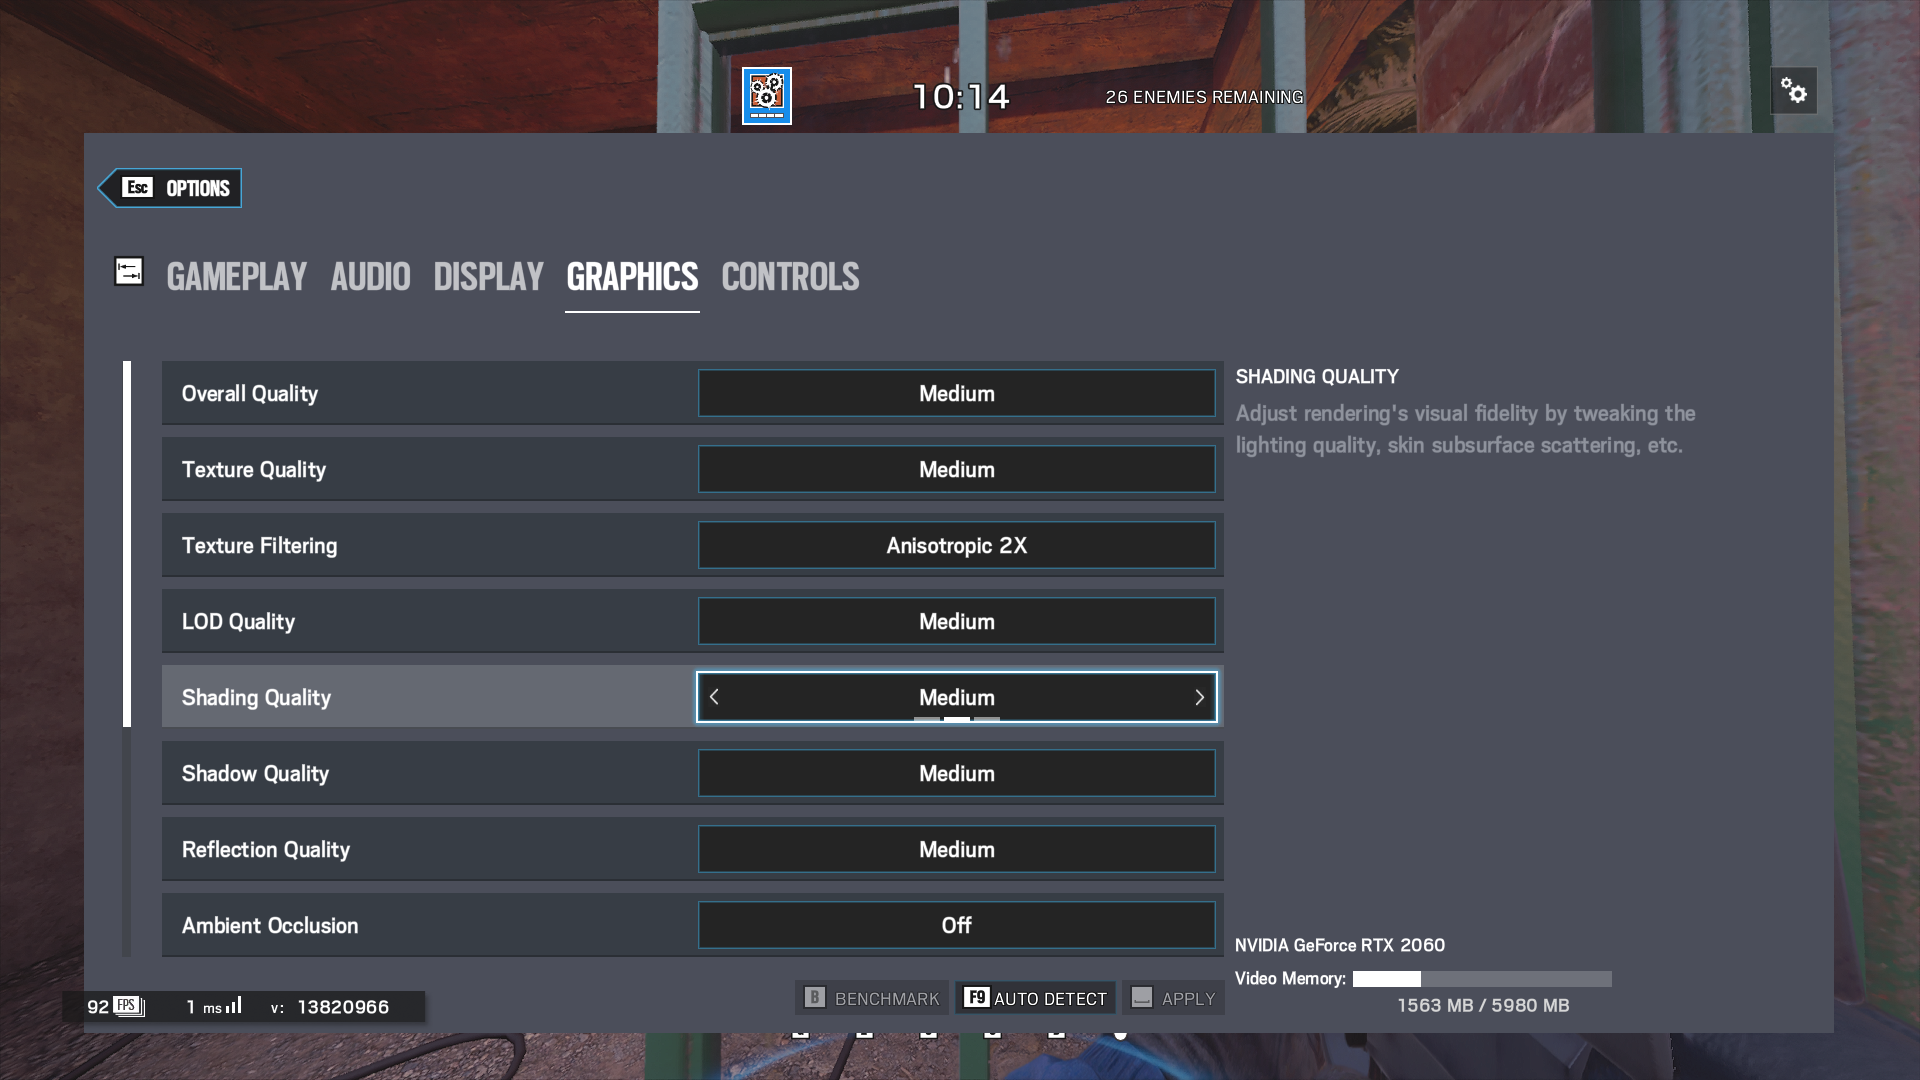 10:14
26 ENEMIES REMAINING
Esc OPTIONS
GAMEPLAY AUDIO DISPLAY GRAPHICS CONTROLS
Overall Quality Medium
Texture Quality Medium
Texture Filtering Anisotropic 2X
LOD Quality Medium
Shading Quality Medium
Shadow Quality Medium
Reflection Quality Medium
Ambient Occlusion Off
SHADING QUALITY
Adjust rendering's visual fidelity by tweaking the
lighting quality, skin subsurface scattering, etc.
NVIDIA GeForce RTX 2060
Video Memory:
1563 MB / 5980 MB
B BENCHMARK F9 AUTO DETECT APPLY
92 FPS 1 ms v: 13820966